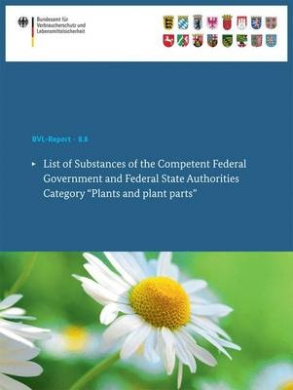 Bundesamt für
Verbraucherschutz und
Lebensmittelsicherheit
BVL-Report · 8.8
▸ List of Substances of the Competent Federal
Government and Federal State Authorities
Category “Plants and plant parts”